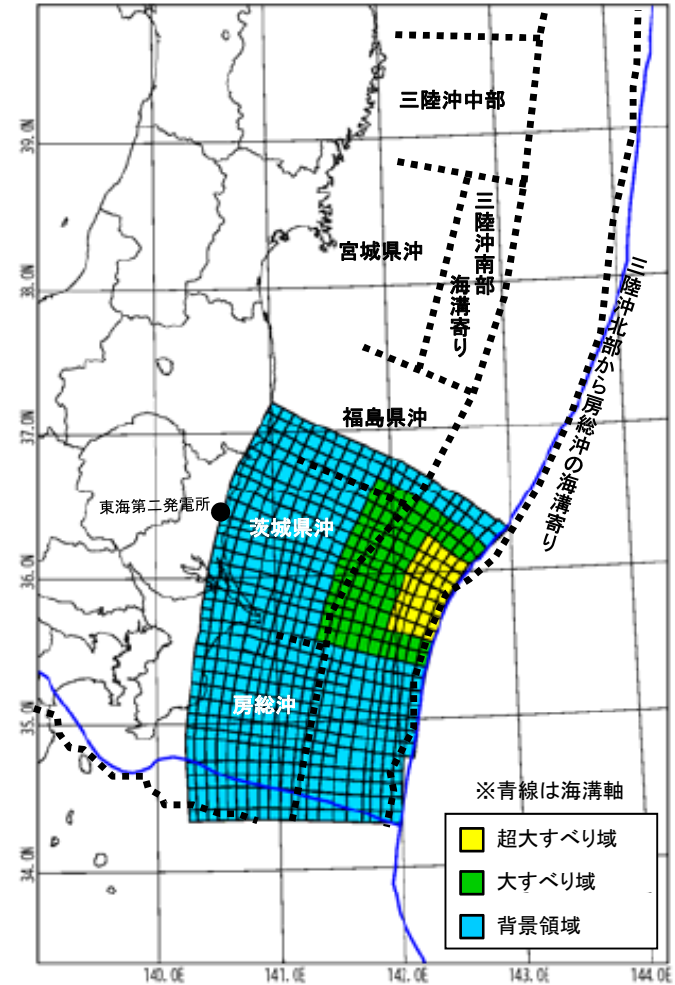 三陸沖中部
39.0N
三陸沖南部
海溝寄り
宮城県沖
38.0N
三陸沖北部から房総沖の海溝寄り
福島県沖
37.0N
東海第二発電所
茨城県沖
36.0N
房総沖
35.0N
※青線は海溝軸
超大すべり域
大すべり域
背景領域
34.0N
140.0E
141.0E
142.0E
143.0E
144.0E